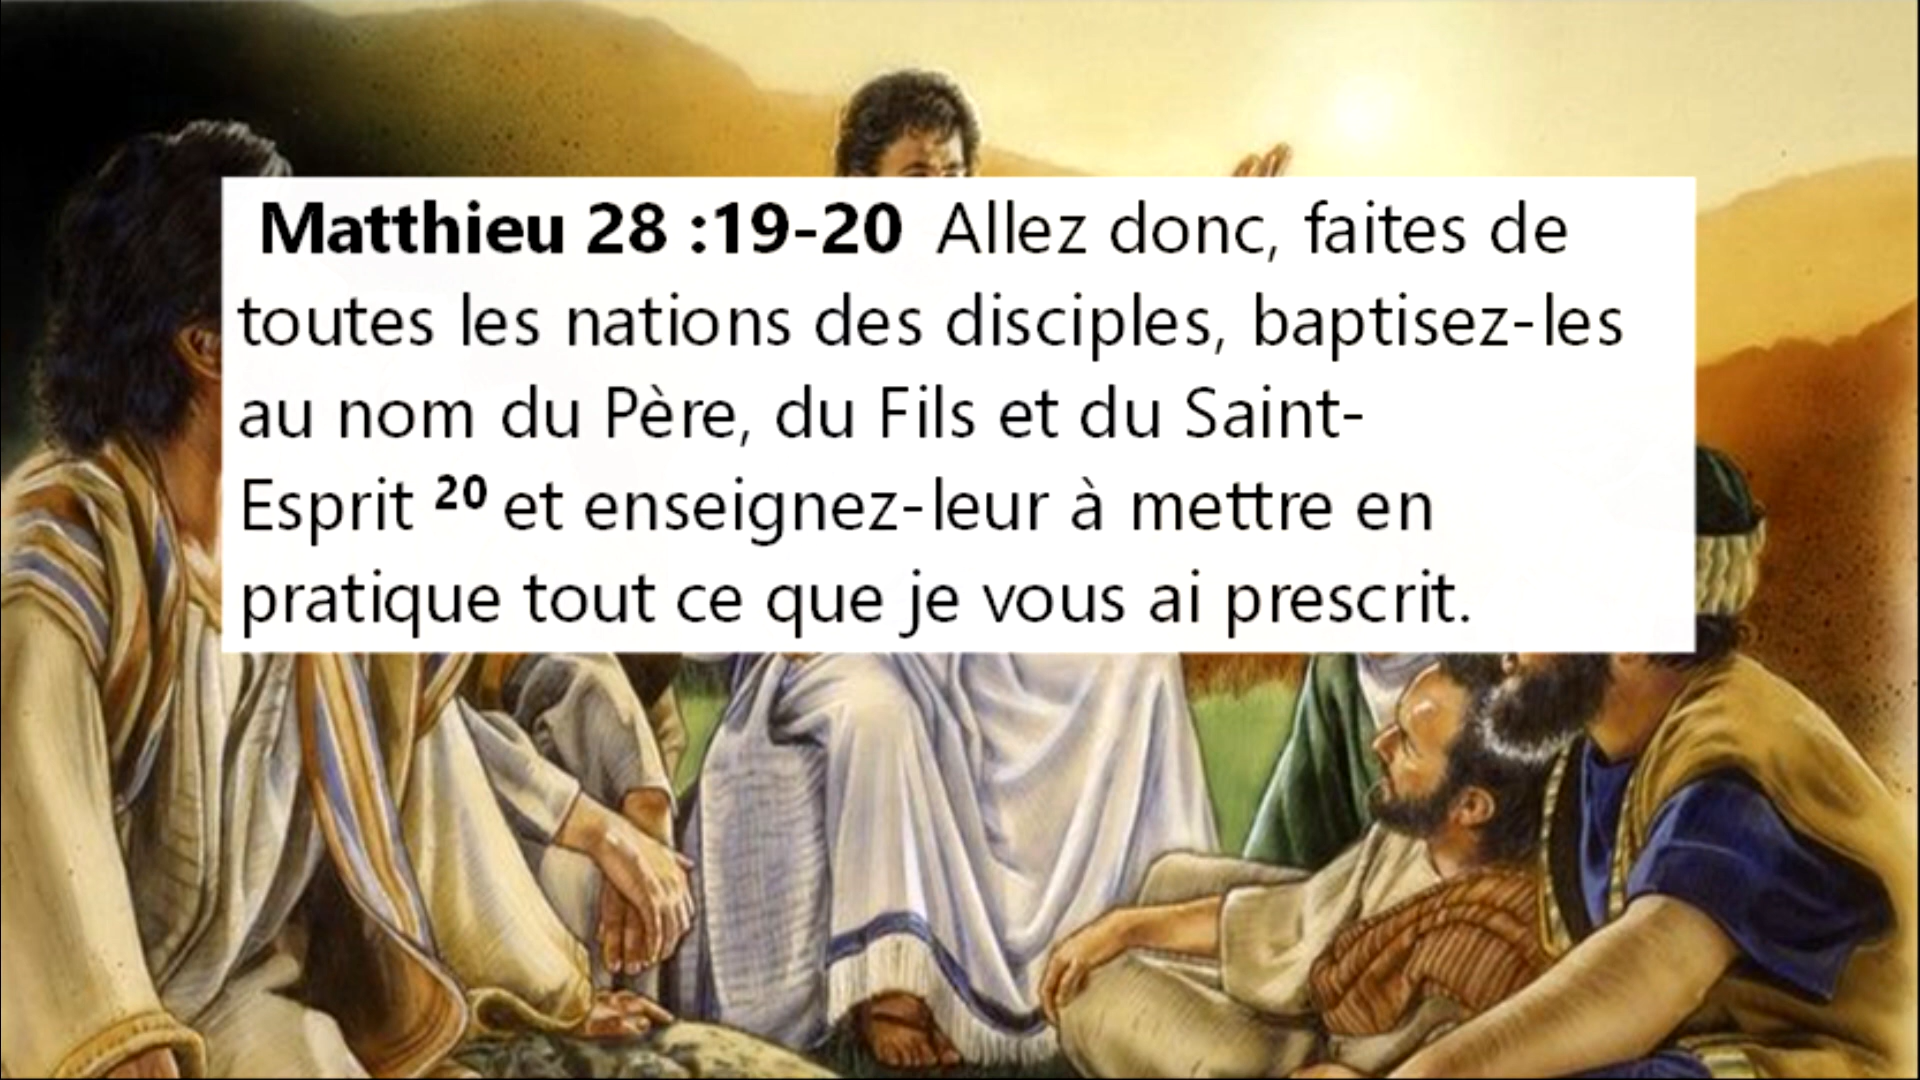 Matthieu 28 :19-20 Allez donc, faites de
toutes les nations des disciples, baptisez-les
au nom du Père, du Fils et du Saint-
Esprit 20 et enseignez-leur à mettre en
pratique tout ce que je vous ai prescrit.